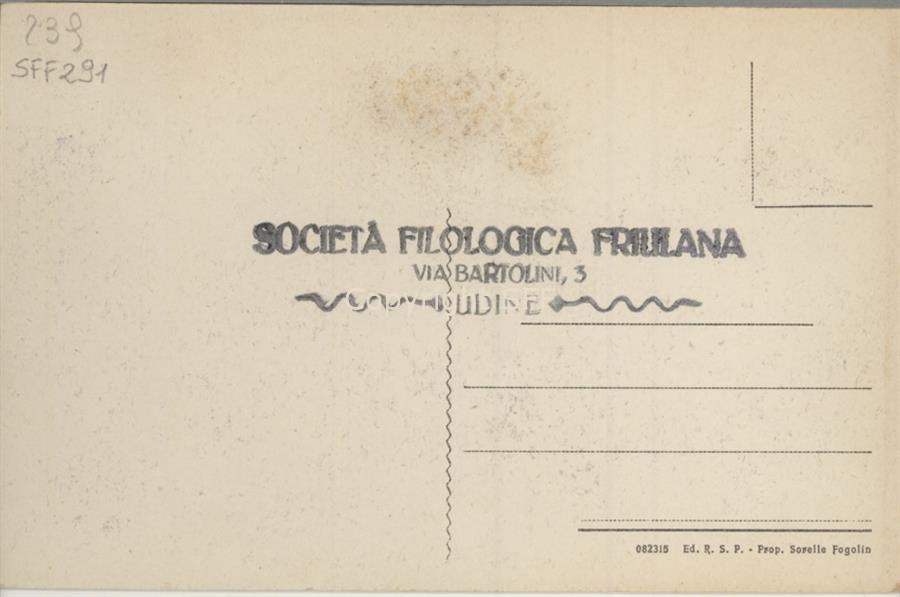 239
SFF291
SOCIETÀ FILOLOGICA FRIULANA
VIA BARTOLINI, 3
UDINE
082315 Ed. R. S. P. - Prop. Sorelle Fogolin